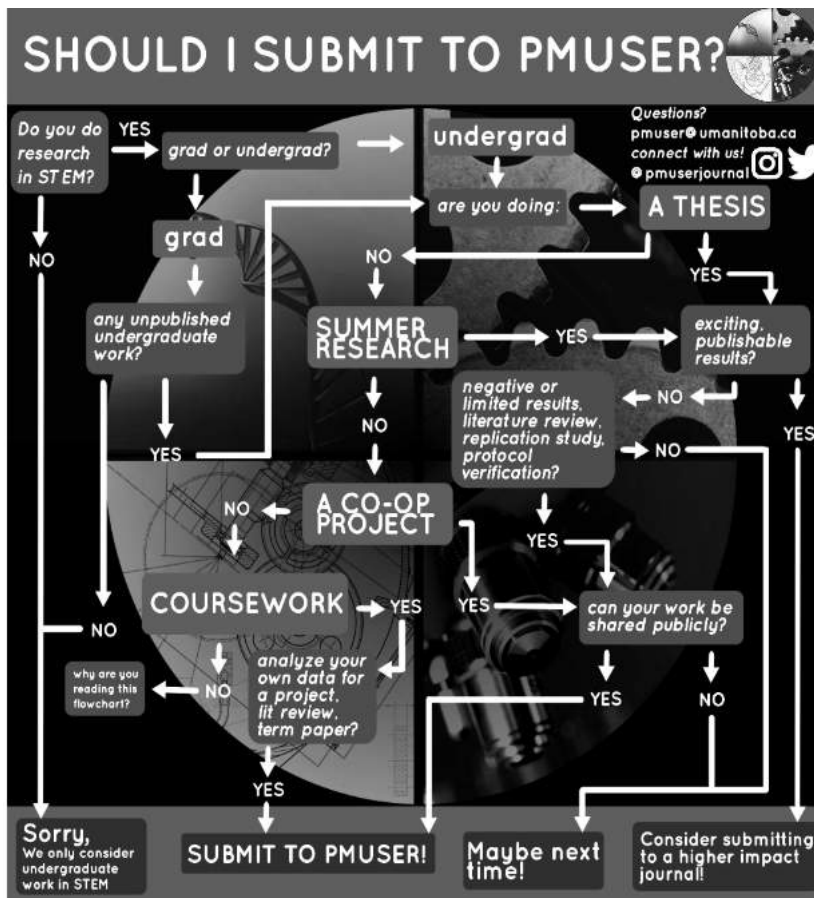 SHOULD I SUBMIT TO PMUSER?
Questions?
pmuser@umanitoba.ca
connect with us!
@pmuserjournal
Do you do
research
in STEM?
YES
grad or undergrad?
undergrad
are you doing:
A THESIS
NO
grad
NO
YES
any unpublished
undergraduate
work?
SUMMER
RESEARCH
YES
exciting,
publishable
results?
negative or
limited results,
literature review,
replication study,
protocol
verification?
NO
NO
YES
YES
NO
A CO-OP
PROJECT
NO
YES
COURSEWORK
YES
YES
can your work be
shared publicly?
NO
why are you
reading this
flowchart?
NO
analyze your
own data for
a project,
lit review,
term paper?
YES
NO
YES
Sorry,
We only consider
undergraduate
work in STEM
SUBMIT TO PMUSER!
Maybe next
time!
Consider submitting
to a higher impact
journal!